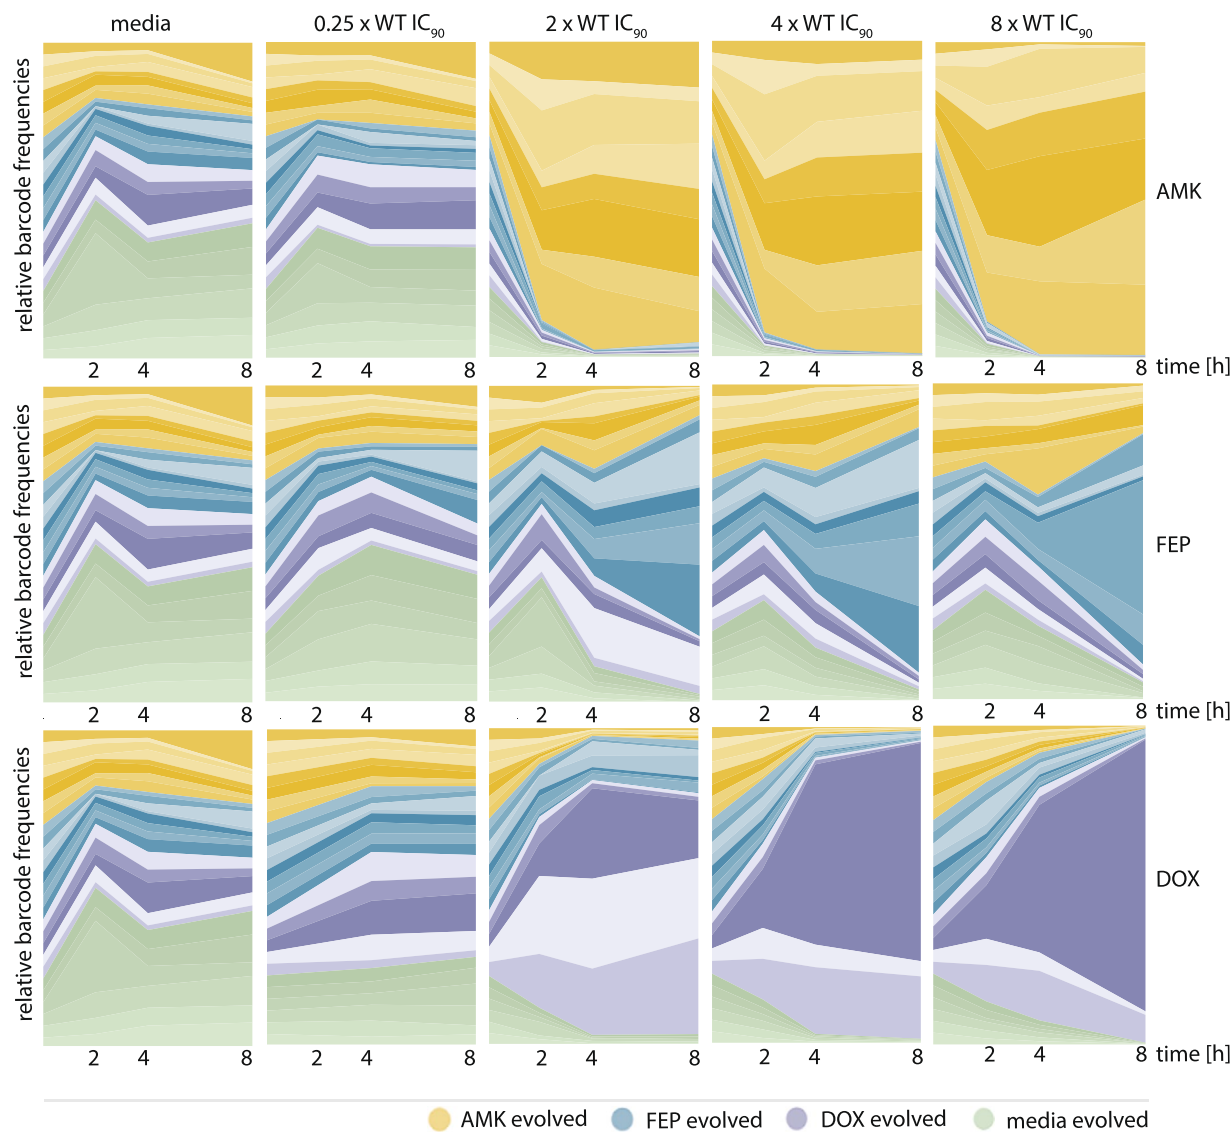 media 0.25 x WT IC90 2 x WT IC90 4 x WT IC90 8 x WT IC90
relative barcode frequencies
AMK
2 4 8 2 4 8 2 4 8 2 4 8 2 4 8 time [h]
relative barcode frequencies
FEP
2 4 8 2 4 8 2 4 8 2 4 8 2 4 8 time [h]
relative barcode frequencies
DOX
2 4 8 2 4 8 2 4 8 2 4 8 2 4 8 time [h]
AMK evolved FEP evolved DOX evolved media evolved